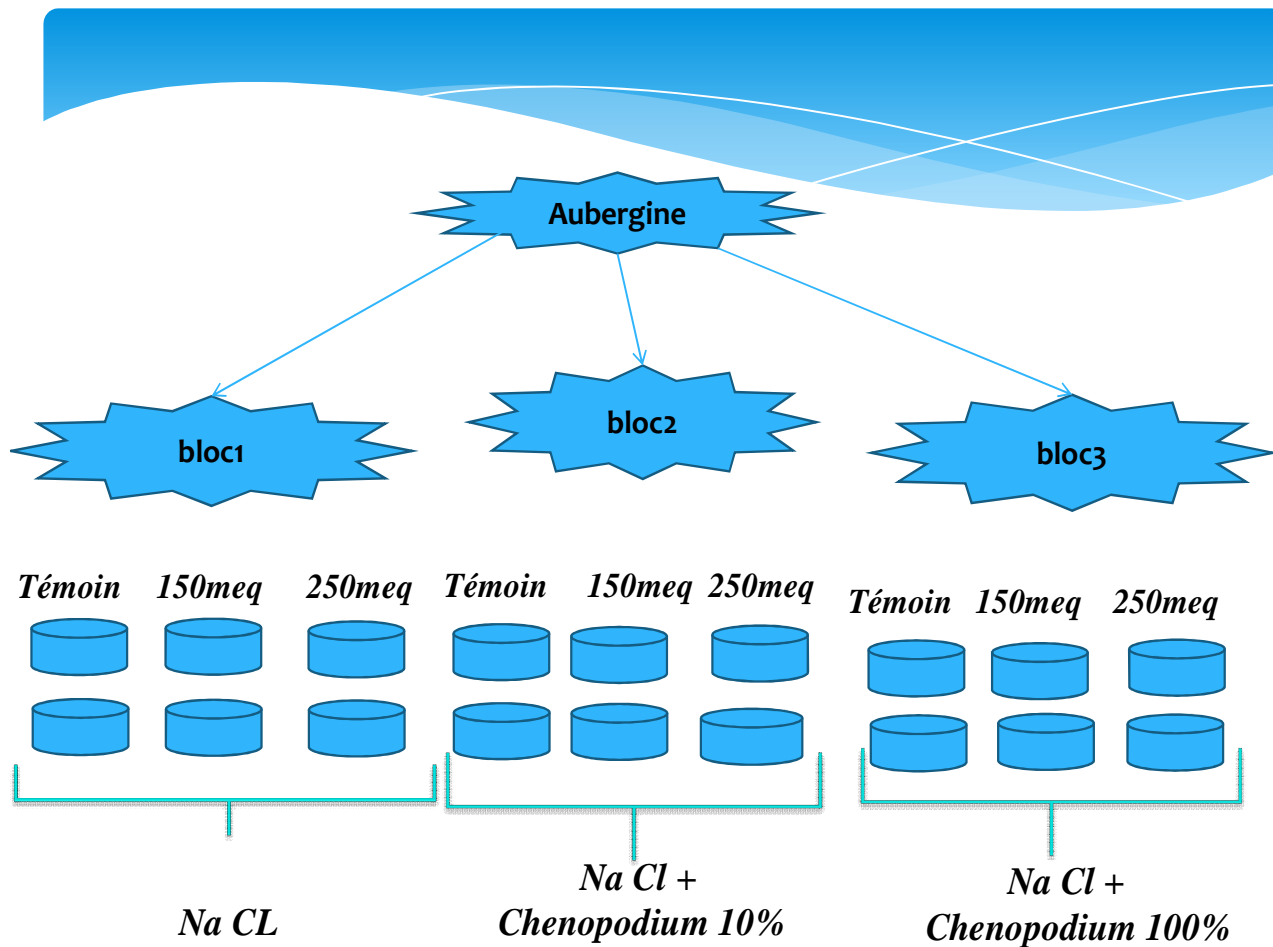 Aubergine
bloc1
bloc2
bloc3
Témoin 150meq 250meq
Témoin 150meq 250meq
Témoin 150meq 250meq
Na CL
Na Cl +
Chenopodium 10%
Na Cl +
Chenopodium 100%